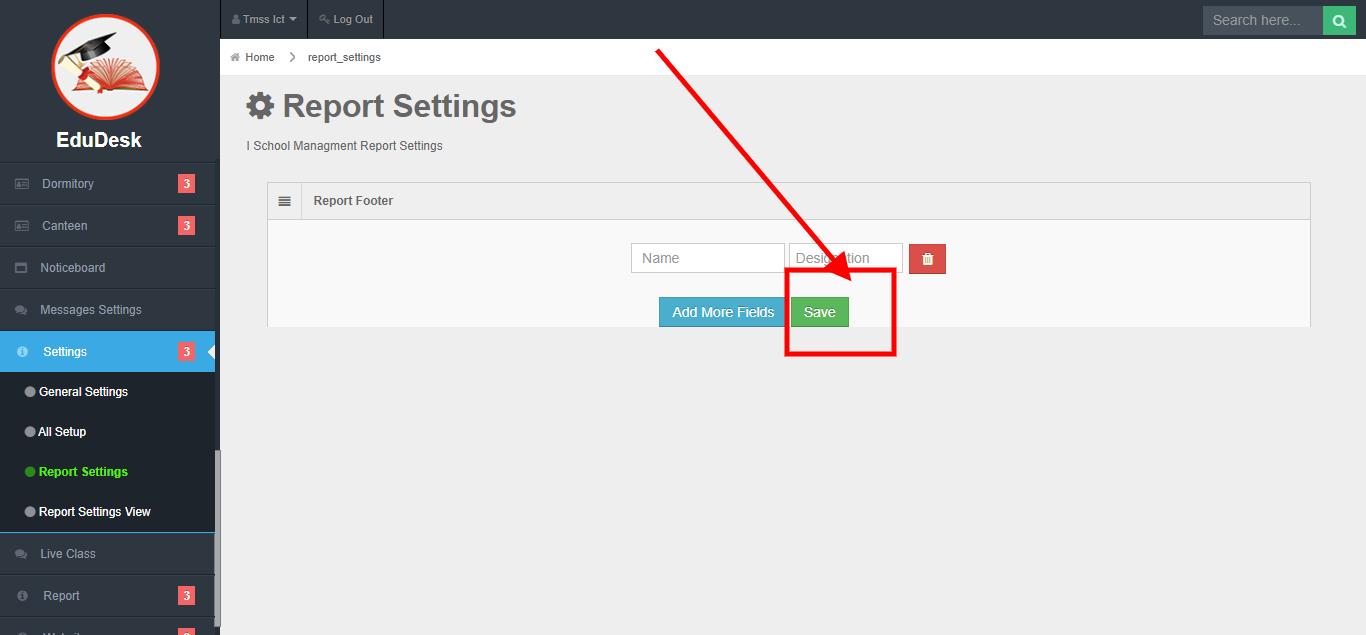 Tmss Ict
Log Out
Search here...
EduDesk
Home
report_settings
Report Settings
I School Managment Report Settings
Report Footer
Name
Designation
Add More Fields
Save
Dormitory
3
Canteen
3
Noticeboard
Messages Settings
Settings
3
General Settings
All Setup
Report Settings
Report Settings View
Live Class
Report
3